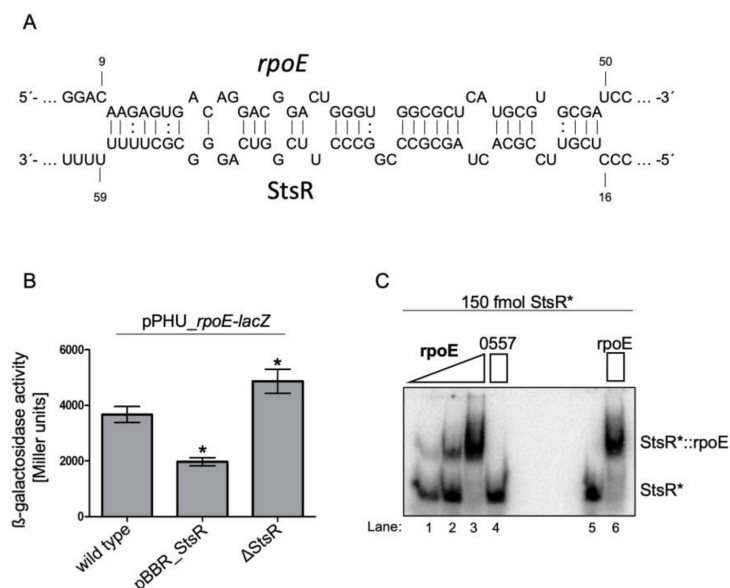 A
9 50
rpoE
5´- ... GGAC A AG G CU CA U UCC ... -3´
AAGAGUG C GAC GA GGGU GGCGCU UGCG GCGA
UUUUCGC G CUG CU CCCG CCGCGA ACGC UGCU
3´- ... UUUU G GA G U GC UC CU CCC ... -5´
StsR
59 16
B
pPHU_rpoE-lacZ
ß-galactosidase activity
[Miller units]
6000
4000
2000
0
*
*
wild type
pBBR_StsR
ΔStsR
C
150 fmol StsR*
rpoE 0557 rpoE
StsR*::rpoE
StsR*
Lane: 1 2 3 4 5 6